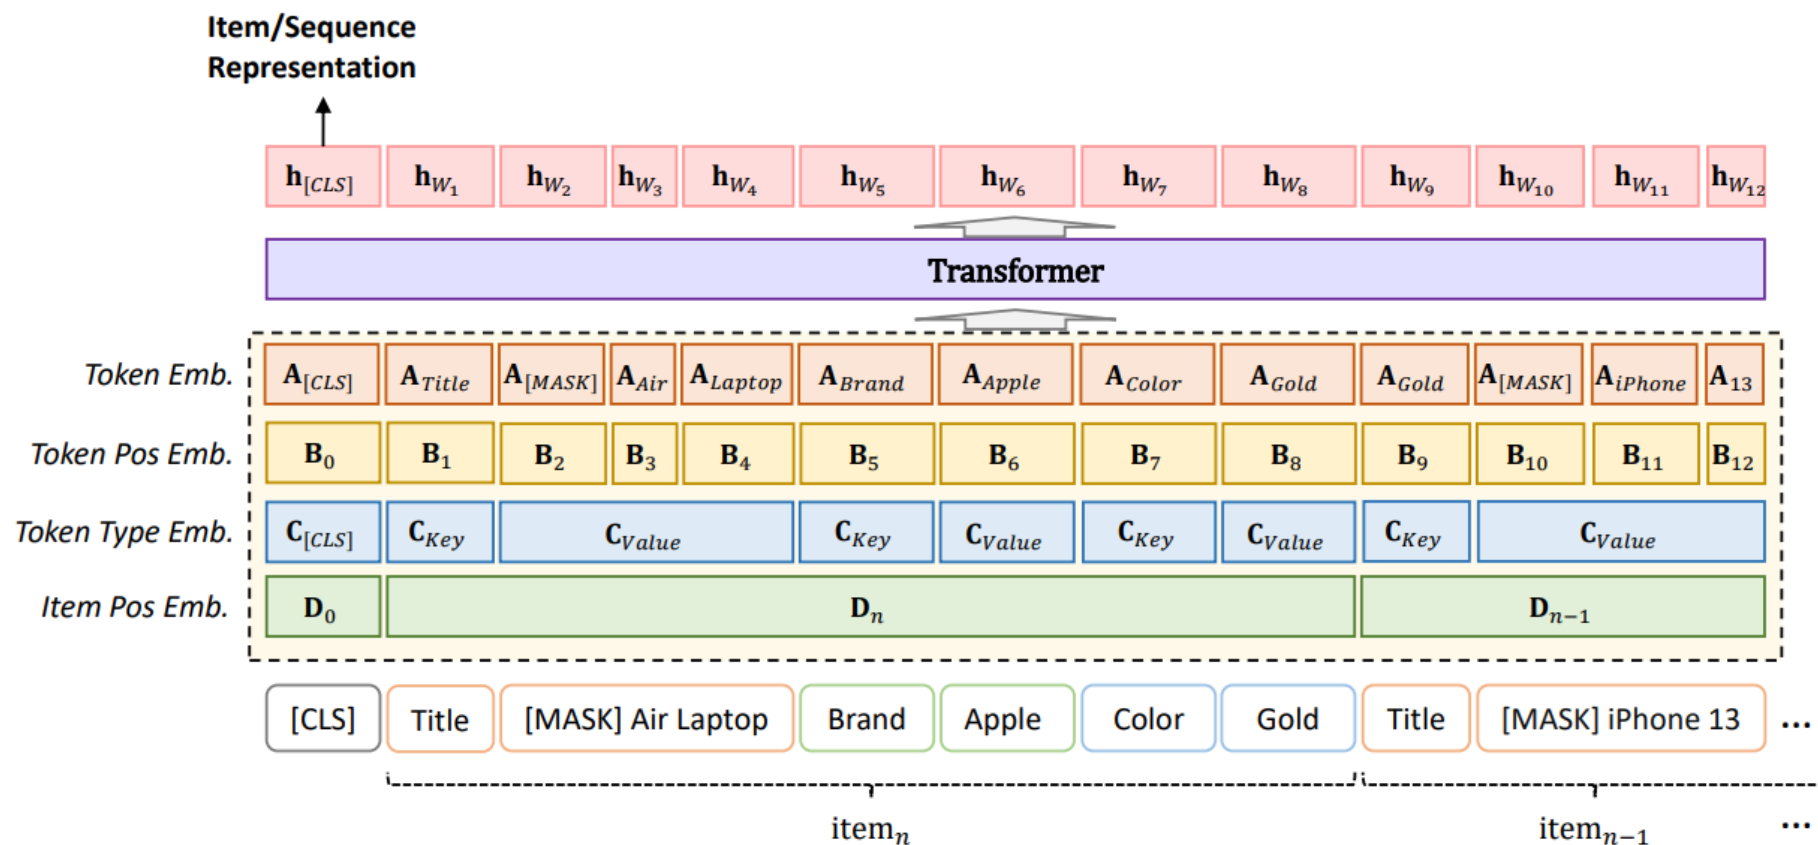 Item/Sequence
Representation
h[CLS] hW1 hW2 hW3 hW4 hW5 hW6 hW7 hW8 hW9 hW10 hW11 hW12
Transformer
Token Emb. A[CLS] ATitle A[MASK] AAir ALaptop ABrand AApple AColor AGold AGold A[MASK] AiPhone A13
Token Pos Emb. B0 B1 B2 B3 B4 B5 B6 B7 B8 B9 B10 B11 B12
Token Type Emb. C[CLS] CKey CValue CKey CValue CKey CValue CKey CValue
Item Pos Emb. D0 Dn Dn−1
[CLS] Title [MASK] Air Laptop Brand Apple Color Gold Title [MASK] iPhone 13 ...
itemn itemn−1 ...